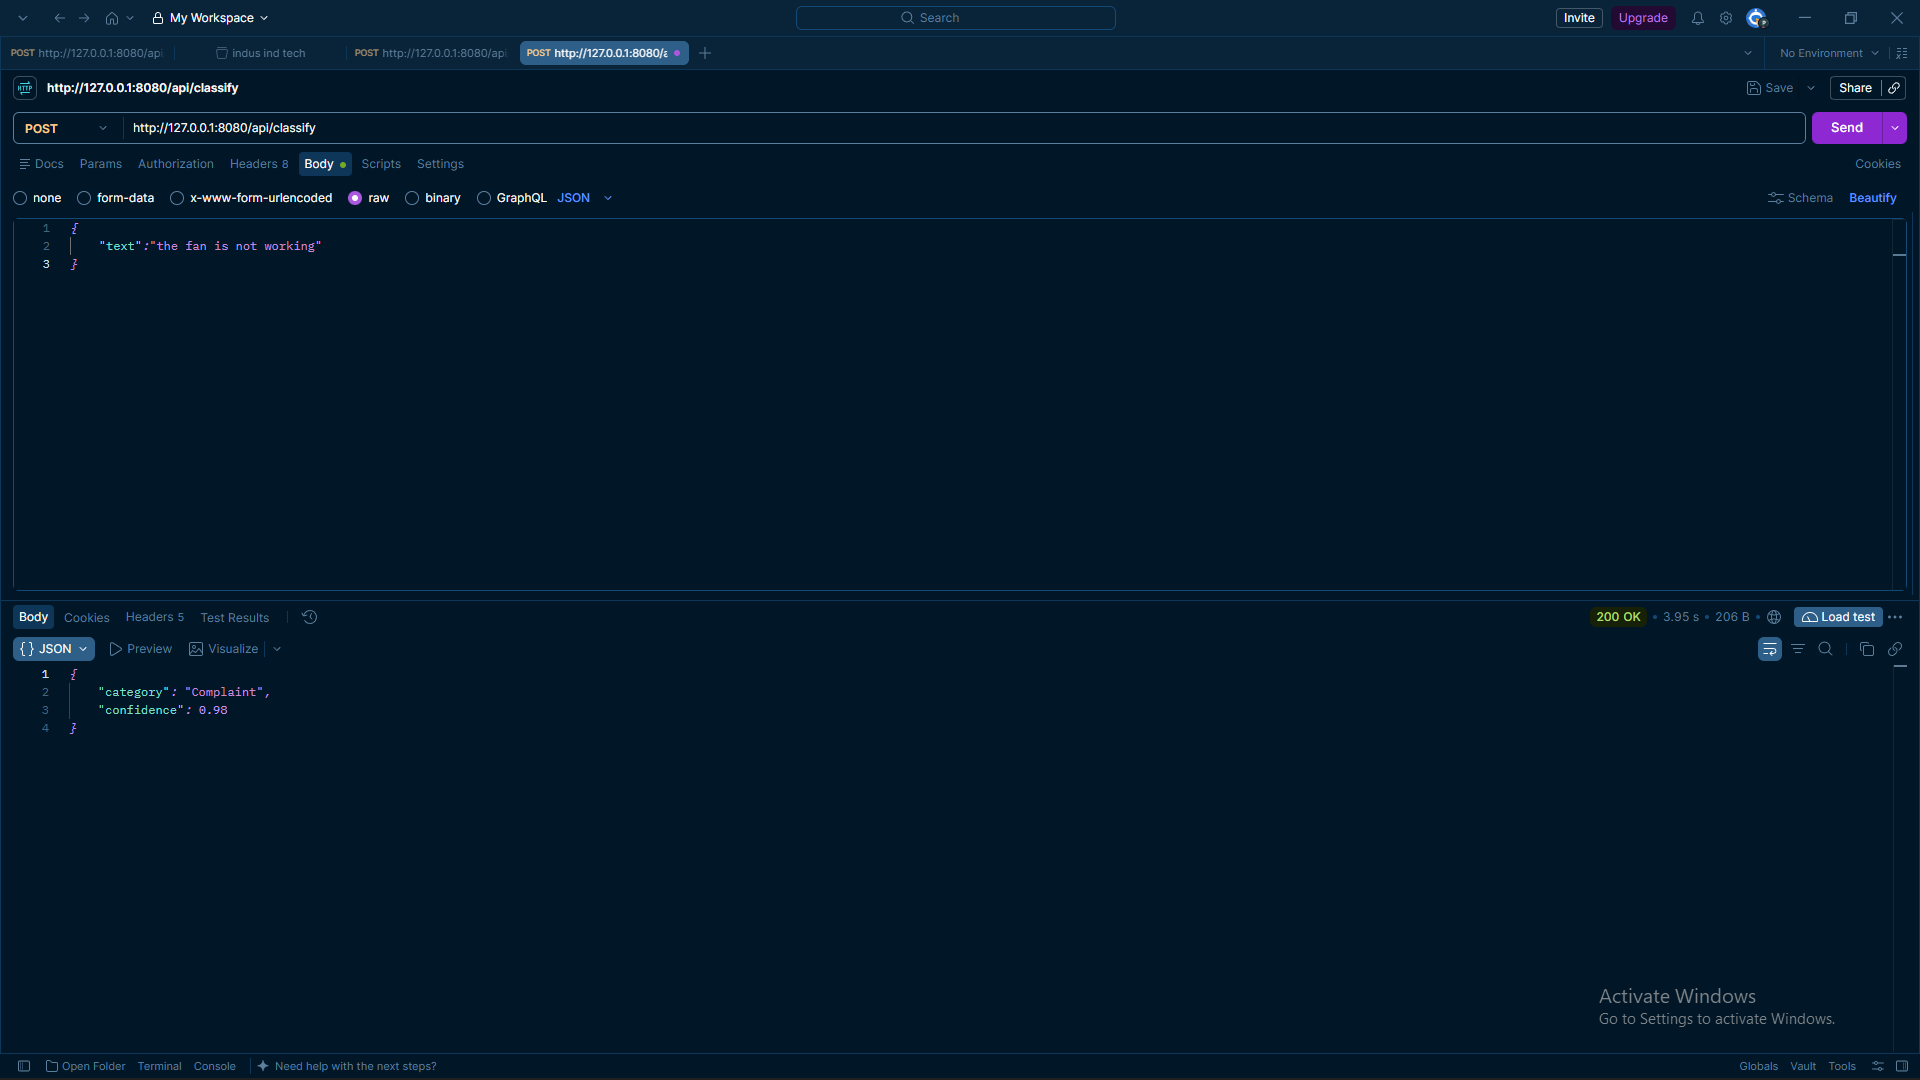 My Workspace
Search
Invite
Upgrade
POST http://127.0.0.1:8080/api
indus ind tech
POST http://127.0.0.1:8080/api
POST http://127.0.0.1:8080/a
No Environment
HTTP http://127.0.0.1:8080/api/classify
Save
Share
POST
http://127.0.0.1:8080/api/classify
Send
Docs
Params
Authorization
Headers 8
Body
Scripts
Settings
Cookies
none
form-data
x-www-form-urlencoded
raw
binary
GraphQL
JSON
Schema
Beautify
1 {
2 "text":"the fan is not working"
3 }
Body
Cookies
Headers 5
Test Results
200 OK • 3.95 s • 206 B •
Load test
{} JSON
Preview
Visualize
1 {
2 "category": "Complaint",
3 "confidence": 0.98
4 }
Activate Windows
Go to Settings to activate Windows.
Open Folder
Terminal
Console
Need help with the next steps?
Globals
Vault
Tools